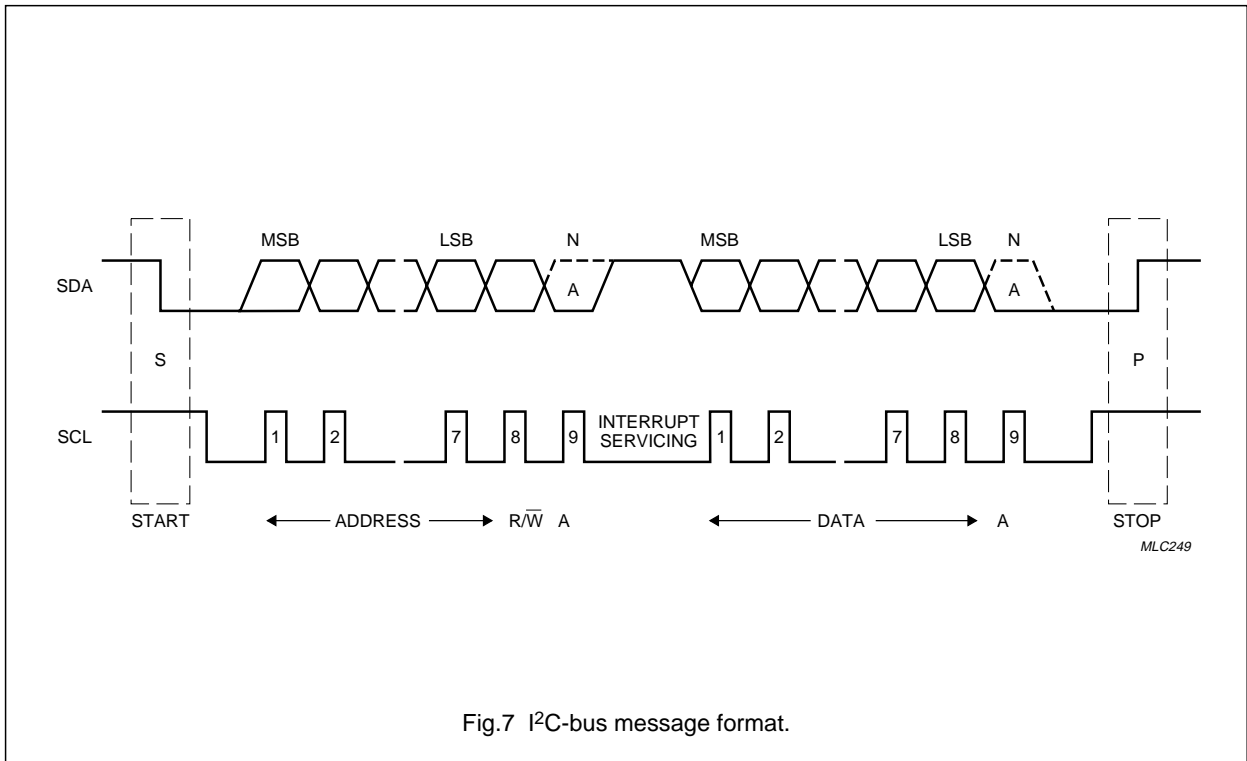 MSB LSB N MSB LSB N
SDA A A
S P
SCL 1 2 7 8 9 INTERRUPT SERVICING 1 2 7 8 9
START ADDRESS R/W̅ A DATA A STOP
MLC249
Fig.7 I²C-bus message format.